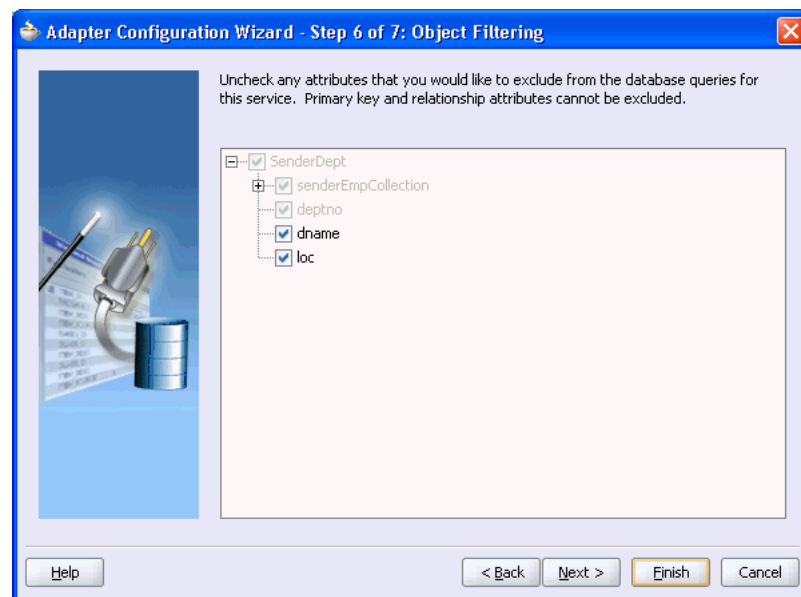 Adapter Configuration Wizard - Step 6 of 7: Object Filtering
Uncheck any attributes that you would like to exclude from the database queries for
this service. Primary key and relationship attributes cannot be excluded.
SenderDept
senderEmpCollection
deptno
dname
loc
Help
< Back
Next >
Finish
Cancel